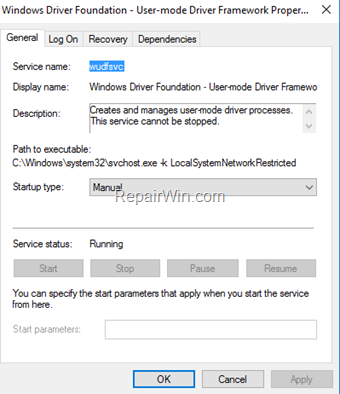 Windows Driver Foundation - User-mode Driver Framework Proper...
General Log On Recovery Dependencies
Service name: wudfsvc
Display name: Windows Driver Foundation - User-mode Driver Framewo
Description: Creates and manages user-mode driver processes.
This service cannot be stopped.
Path to executable:
C:\Windows\system32\svchost.exe -k LocalSystemNetworkRestricted
Startup type: Manual
RepairWin.com
Service status: Running
Start Stop Pause Resume
You can specify the start parameters that apply when you start the service
from here.
Start parameters:
OK Cancel Apply